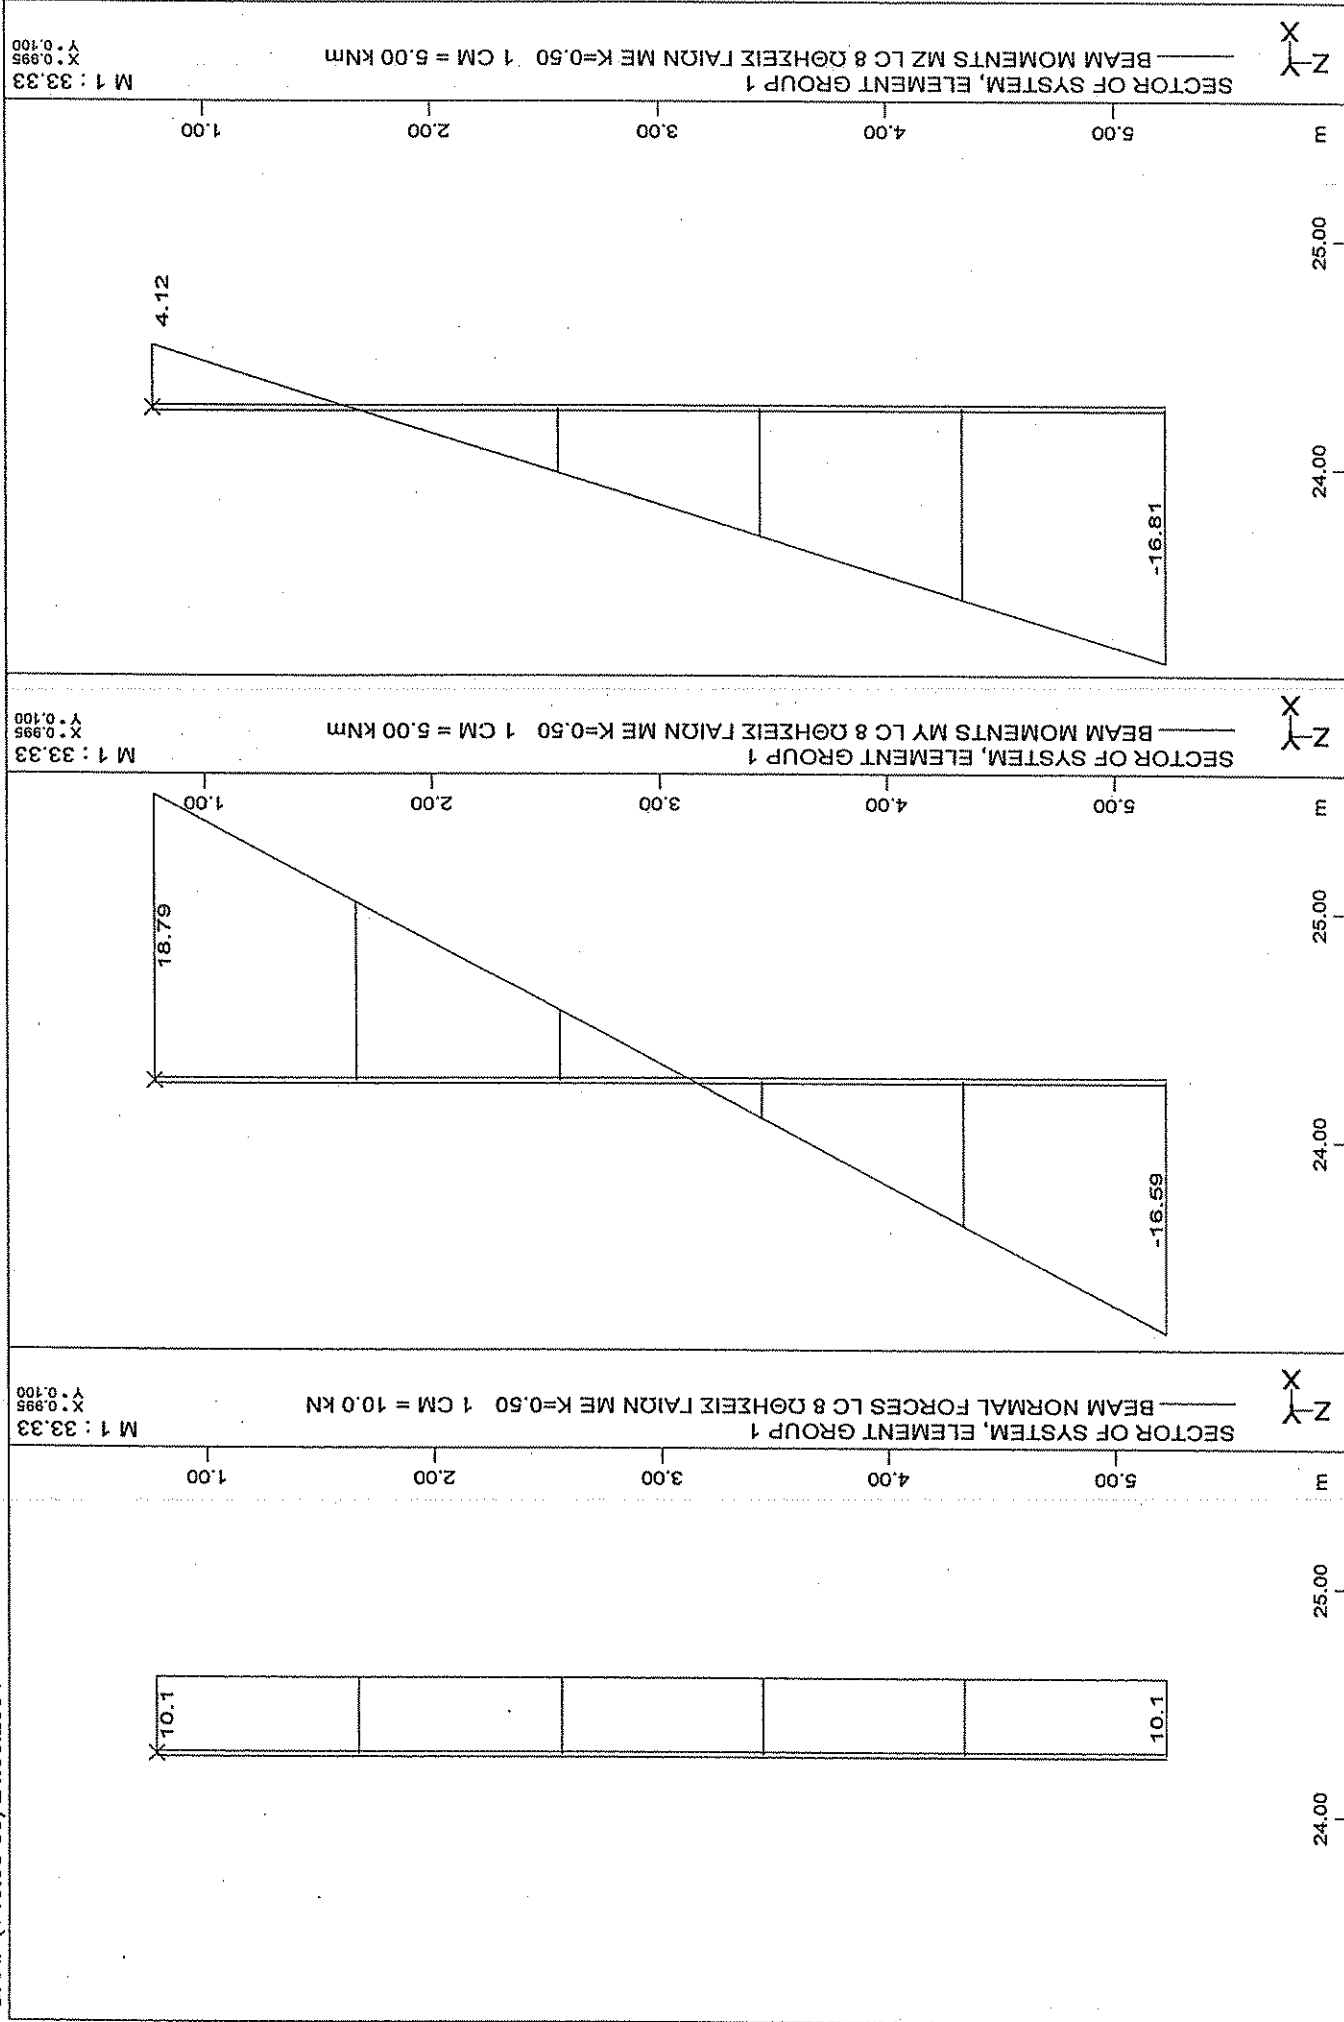 SECTOR OF SYSTEM, ELEMENT GROUP 1
BEAM MOMENTS MZ LC 8 ΩΘΗΣΕΙΣ ΓΑΙΩΝ ΜΕ Κ=0.50 1 CM = 5.00 kNm
M 1 : 33.33
X * 0.995
Y * 0.100
Z
Y
X
1.00
2.00
3.00
4.00
5.00
m
25.00
24.00
4.12
-16.81
SECTOR OF SYSTEM, ELEMENT GROUP 1
BEAM MOMENTS MY LC 8 ΩΘΗΣΕΙΣ ΓΑΙΩΝ ΜΕ Κ=0.50 1 CM = 5.00 kNm
M 1 : 33.33
X * 0.995
Y * 0.100
Z
Y
X
1.00
2.00
3.00
4.00
5.00
m
25.00
24.00
18.79
-16.59
SECTOR OF SYSTEM, ELEMENT GROUP 1
BEAM NORMAL FORCES LC 8 ΩΘΗΣΕΙΣ ΓΑΙΩΝ ΜΕ Κ=0.50 1 CM = 10.0 kN
M 1 : 33.33
X * 0.995
Y * 0.100
Z
Y
X
1.00
2.00
3.00
4.00
5.00
m
25.00
24.00
10.1
10.1